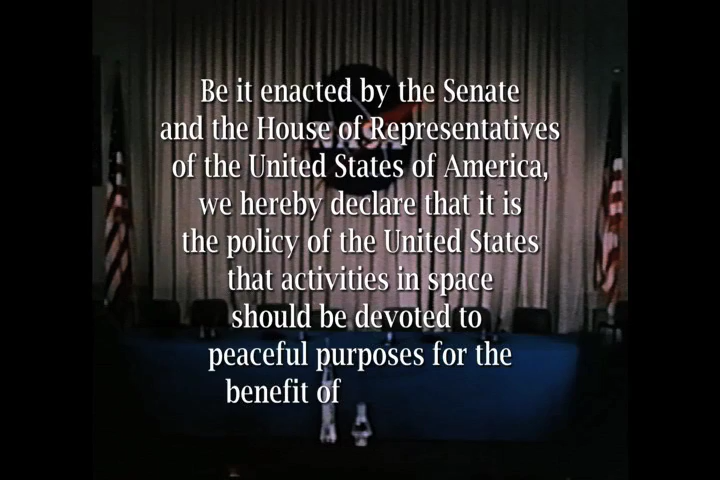 Be it enacted by the Senate
and the House of Representatives
of the United States of America,
we hereby declare that it is
the policy of the United States
that activities in space
should be devoted to
peaceful purposes for the
benefit of
NASA